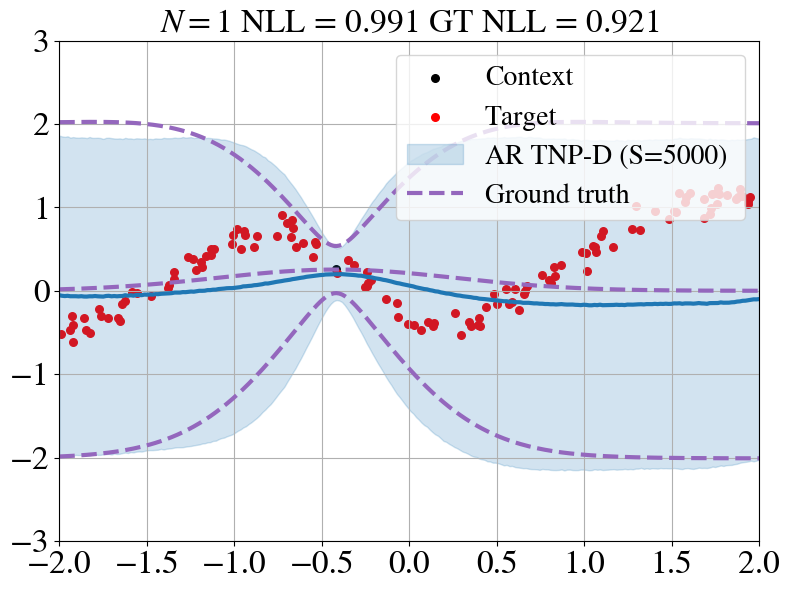 N = 1 NLL = 0.991 GT NLL = 0.921
3
2
1
0
−1
−2
−3
Context
Target
AR TNP-D (S=5000)
Ground truth
−2.0 −1.5 −1.0 −0.5 0.0 0.5 1.0 1.5 2.0